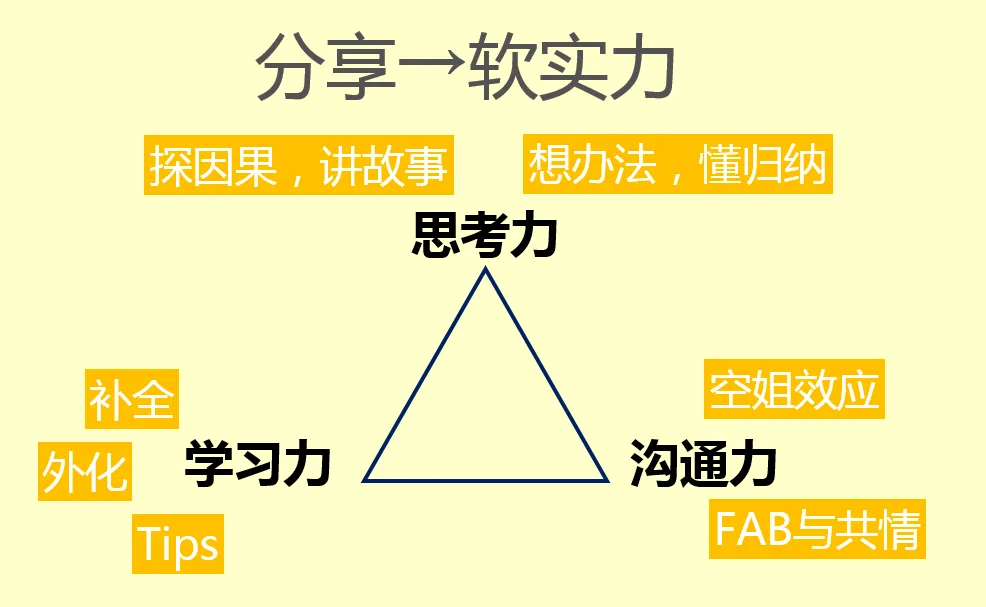 分享→软实力
探因果，讲故事
想办法，懂归纳
思考力
补全
外化
学习力
Tips
空姐效应
沟通力
FAB与共情